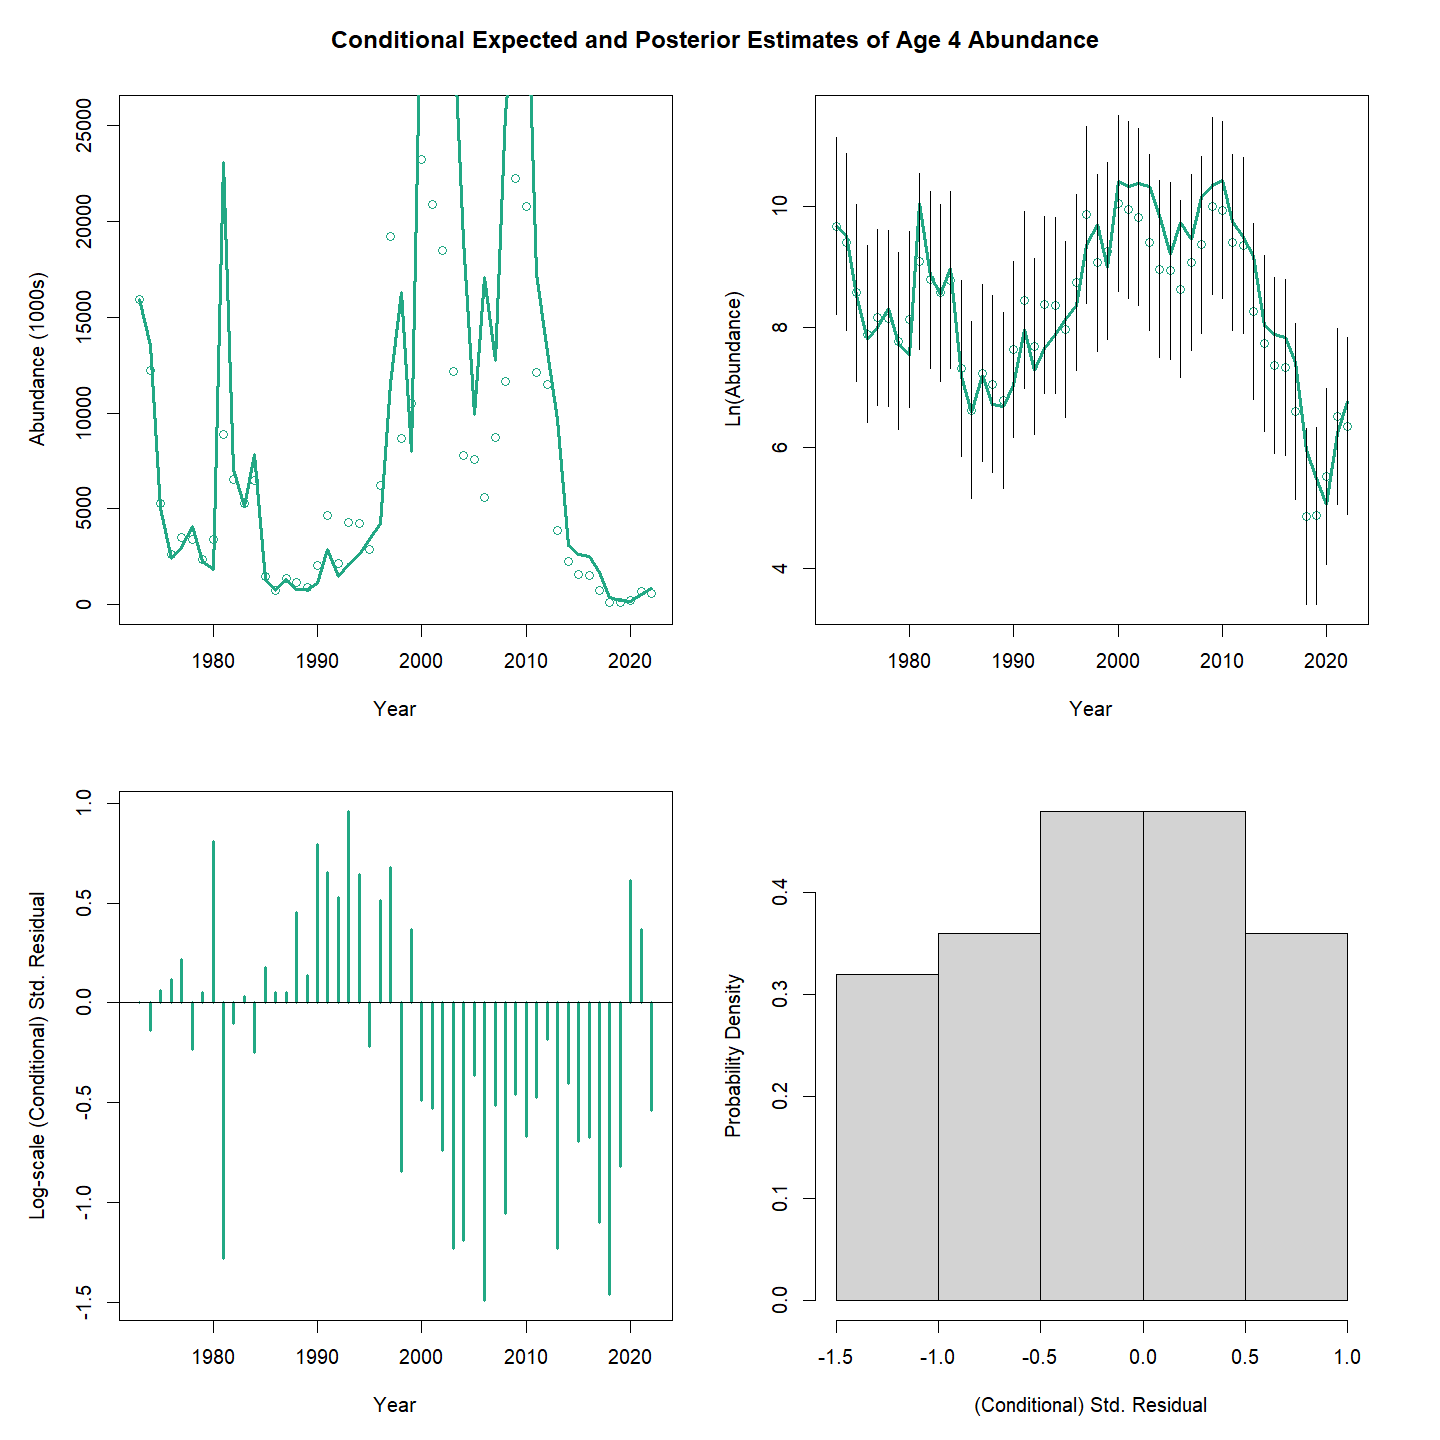 Conditional Expected and Posterior Estimates of Age 4 Abundance
Abundance (1000s)
25000
20000
15000
10000
5000
0
1980 1990 2000 2010 2020
Year
Ln(Abundance)
10
8
6
4
1980 1990 2000 2010 2020
Year
Log-scale (Conditional) Std. Residual
1.0
0.5
0.0
-0.5
-1.0
-1.5
1980 1990 2000 2010 2020
Year
Probability Density
0.4
0.3
0.2
0.1
0.0
-1.5 -1.0 -0.5 0.0 0.5 1.0
(Conditional) Std. Residual